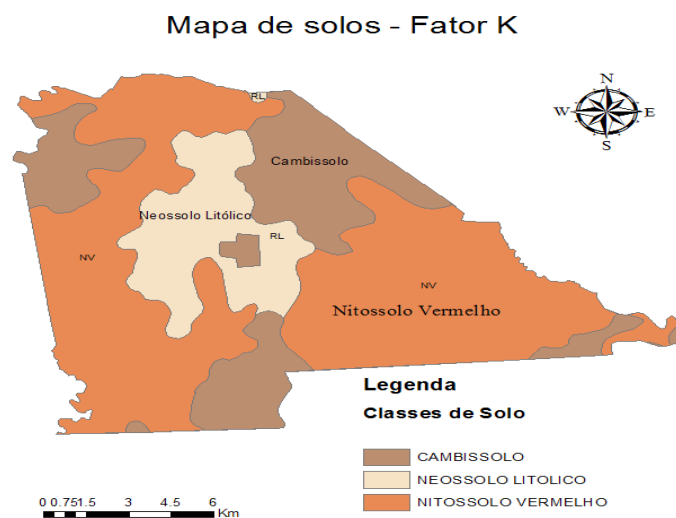 Mapa de solos - Fator K
N
W E
S
RL
Cambissolo
Neossolo Litólico
RL
NV
NV
Nitossolo Vermelho
Legenda
Classes de Solo
CAMBISSOLO
NEOSSOLO LITOLICO
NITOSSOLO VERMELHO
0 0.751.5 3 4.5 6
Km